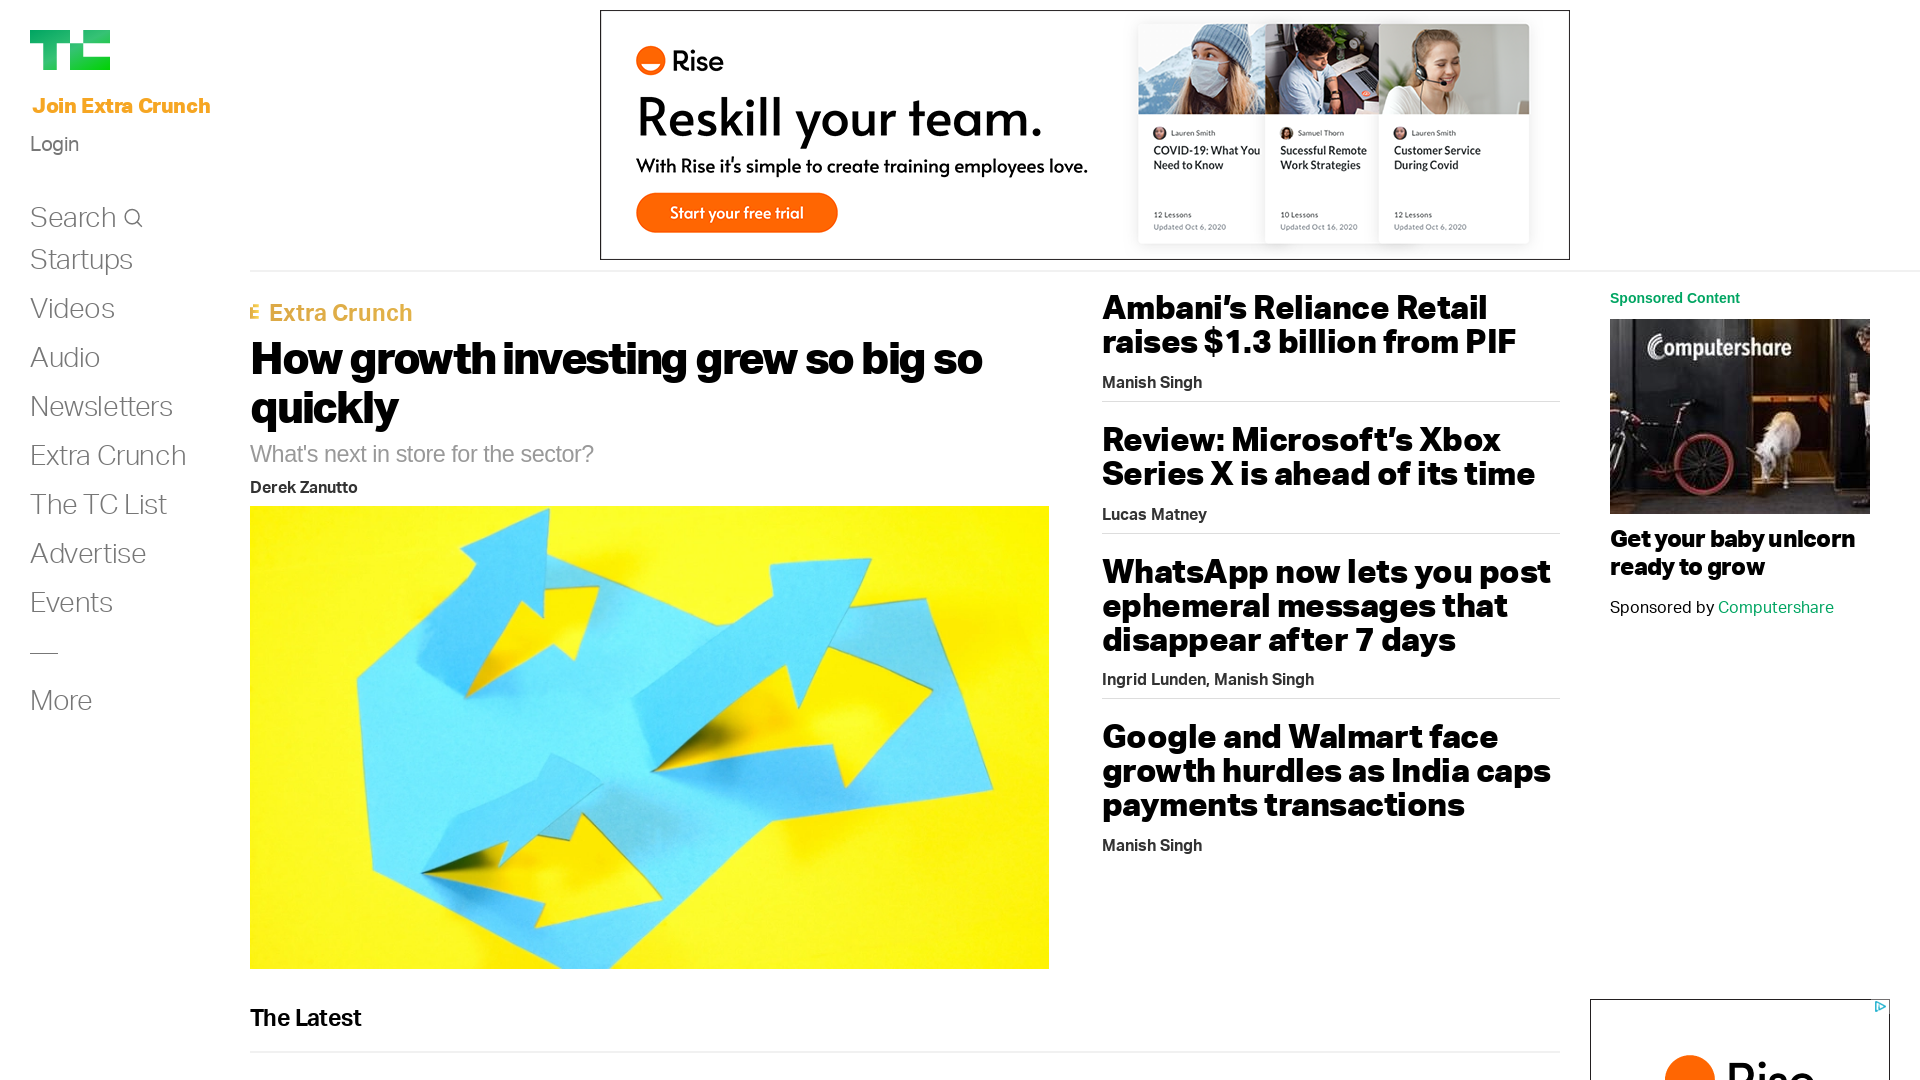 TC
Join Extra Crunch
Login
Search
Startups
Videos
Audio
Newsletters
Extra Crunch
The TC List
Advertise
Events
More
Rise
Reskill your team.
With Rise it's simple to create training employees love.
Start your free trial
Lauren Smith
COVID-19: What You
Need to Know
12 Lessons
Updated Oct 6, 2020
Samuel Thorn
Sucessful Remote
Work Strategies
10 Lessons
Updated Oct 16, 2020
Lauren Smith
Customer Service
During Covid
12 Lessons
Updated Oct 6, 2020
Extra Crunch
How growth investing grew so big so
quickly
What's next in store for the sector?
Derek Zanutto
Ambani’s Reliance Retail
raises $1.3 billion from PIF
Manish Singh
Review: Microsoft’s Xbox
Series X is ahead of its time
Lucas Matney
WhatsApp now lets you post
ephemeral messages that
disappear after 7 days
Ingrid Lunden, Manish Singh
Google and Walmart face
growth hurdles as India caps
payments transactions
Manish Singh
Sponsored Content
Computershare
Get your baby unicorn
ready to grow
Sponsored by Computershare
The Latest
Rise